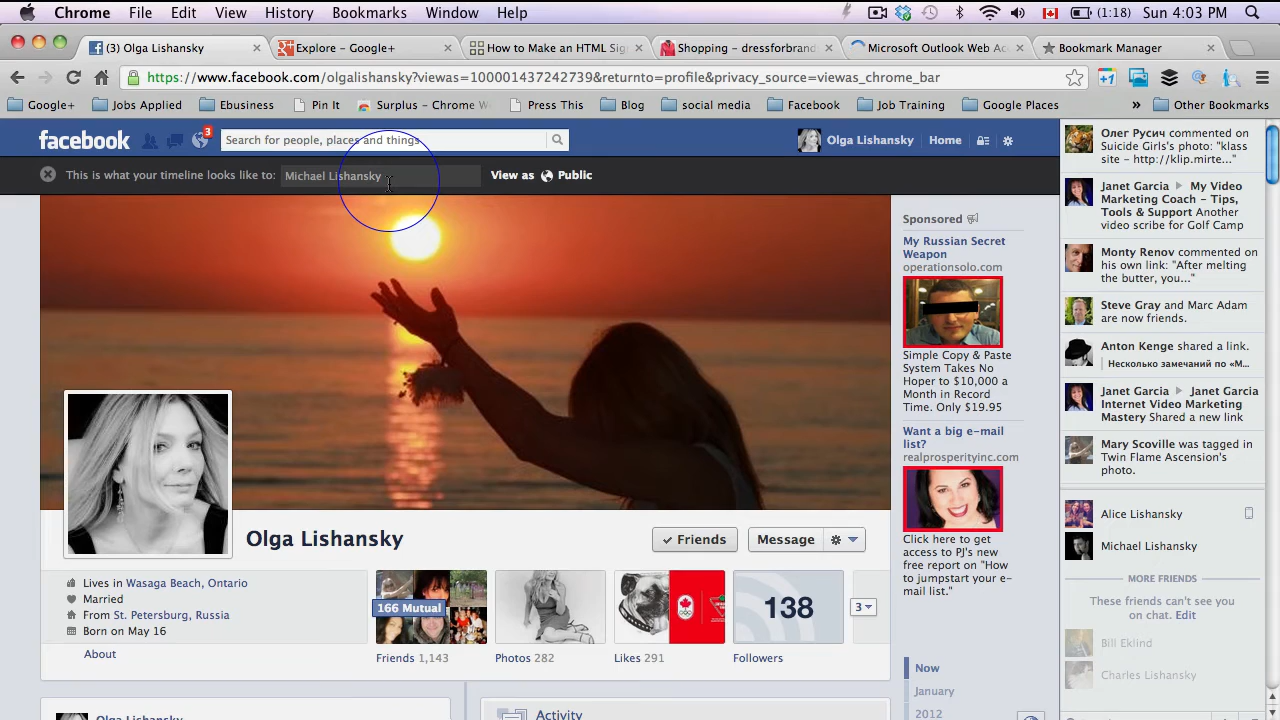 Chrome File Edit View History Bookmarks Window Help (1:18) Sun 4:03 PM
(3) Olga Lishansky Explore - Google+ How to Make an HTML Sig Shopping - dressforbrand Microsoft Outlook Web Ac Bookmark Manager
https://www.facebook.com/olgalishansky?viewas=100001437242739&returnto=profile&privacy_source=viewas_chrome_bar
Google+ Jobs Applied Ebusiness Pin It Surplus - Chrome W Press This Blog social media Facebook Job Training Google Places » Other Bookmarks
facebook 3 Search for people, places and things Olga Lishansky Home
This is what your timeline looks like to: Michael Lishansky View as Public
Olga Lishansky
✓ Friends Message
Lives in Wasaga Beach, Ontario
Married
From St. Petersburg, Russia
Born on May 16
About
166 Mutual
Friends 1,143
Photos 282
Likes 291
138
Followers
3
Olga Lishansky
Activity
Sponsored
My Russian Secret
Weapon
operationsolo.com
Simple Copy & Paste
System Takes No
Hoper to $10,000 a
Month in Record
Time. Only $19.95
Want a big e-mail
list?
realprosperityinc.com
Click here to get
access to PJ's new
free report on "How
to jumpstart your e-
mail list."
Now
January
2012
Олег Русич commented on
Suicide Girl's photo: "klass
site - http://klip.mirte..."
Janet Garcia ▸ My Video
Marketing Coach - Tips,
Tools & Support Another
video scribe for Golf Camp
Monty Renov commented on
his own link: "After melting
the butter, you..."
Steve Gray and Marc Adam
are now friends.
Anton Kenge shared a link.
Несколько замечаний по «М...
Janet Garcia ▸ Janet Garcia
Internet Video Marketing
Mastery Shared a new link
Mary Scoville was tagged in
Twin Flame Ascension's
photo.
Alice Lishansky
Michael Lishansky
MORE FRIENDS
These friends can't see you
on chat. Edit
Bill Eklind
Charles Lishansky